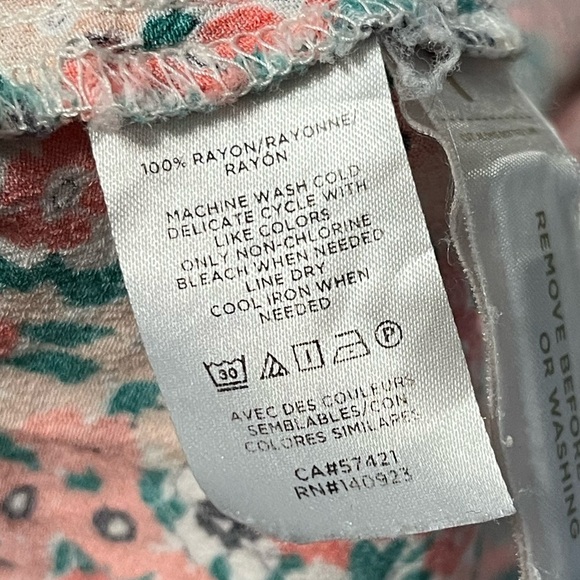 100% RAYON/RAYONNE/
RAYÓN
MACHINE WASH COLD
DELICATE CYCLE WITH
LIKE COLORS
ONLY NON-CHLORINE
BLEACH WHEN NEEDED
LINE DRY
COOL IRON WHEN
NEEDED
30
P
AVEC DES COULEURS
SEMBLABLES/CON
COLORES SIMILARES
CA#57421
RN#140923
REMOVE BEFORE
OR WASHING